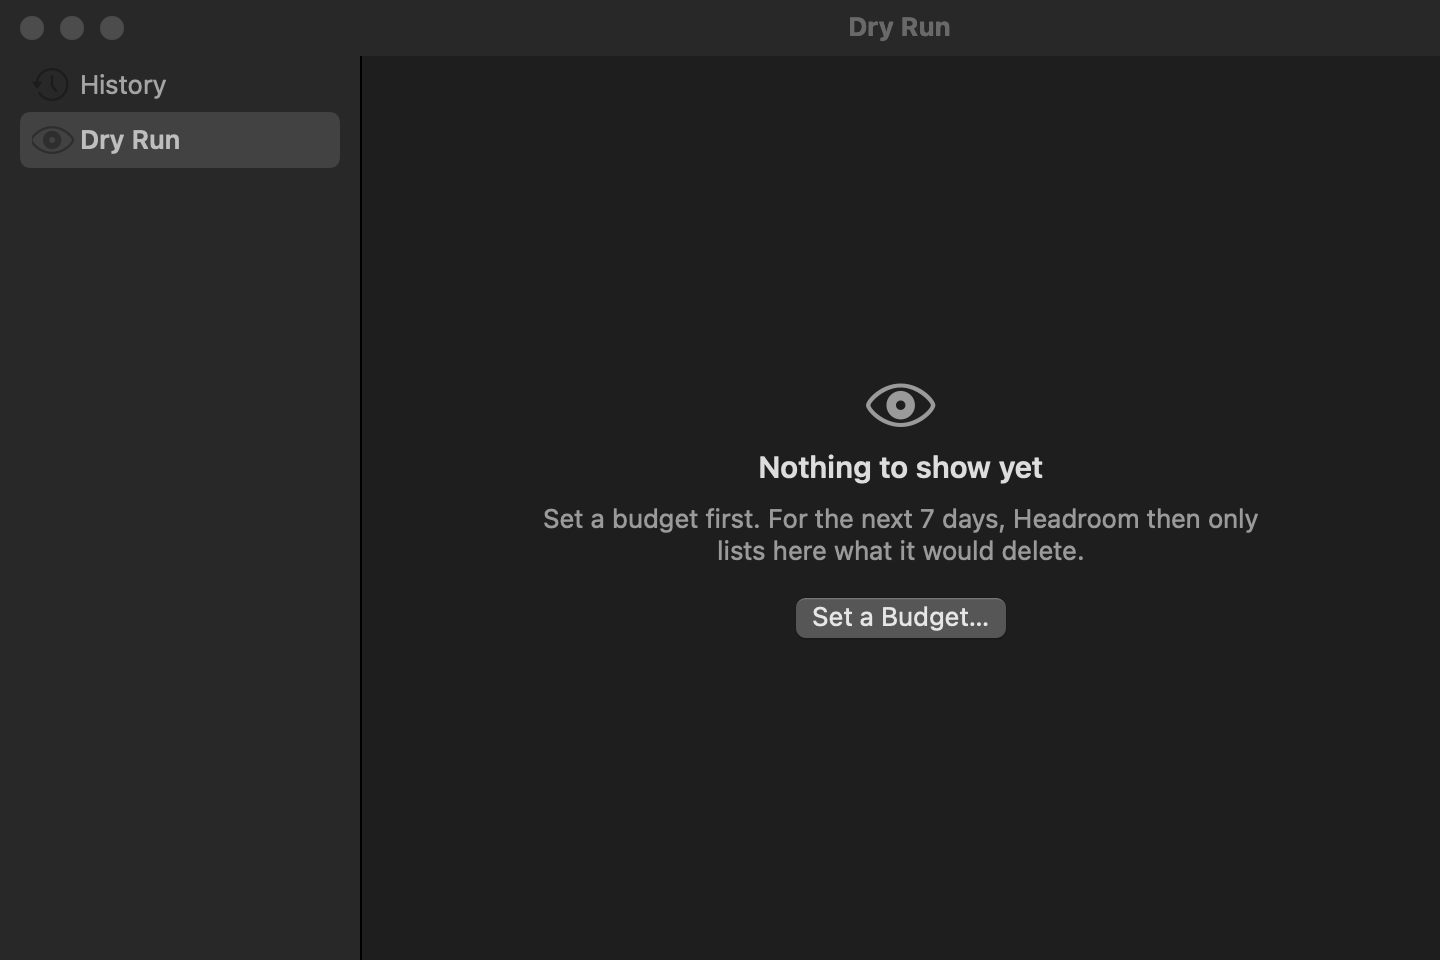 Dry Run
History
Dry Run
Nothing to show yet
Set a budget first. For the next 7 days, Headroom then only
lists here what it would delete.
Set a Budget...